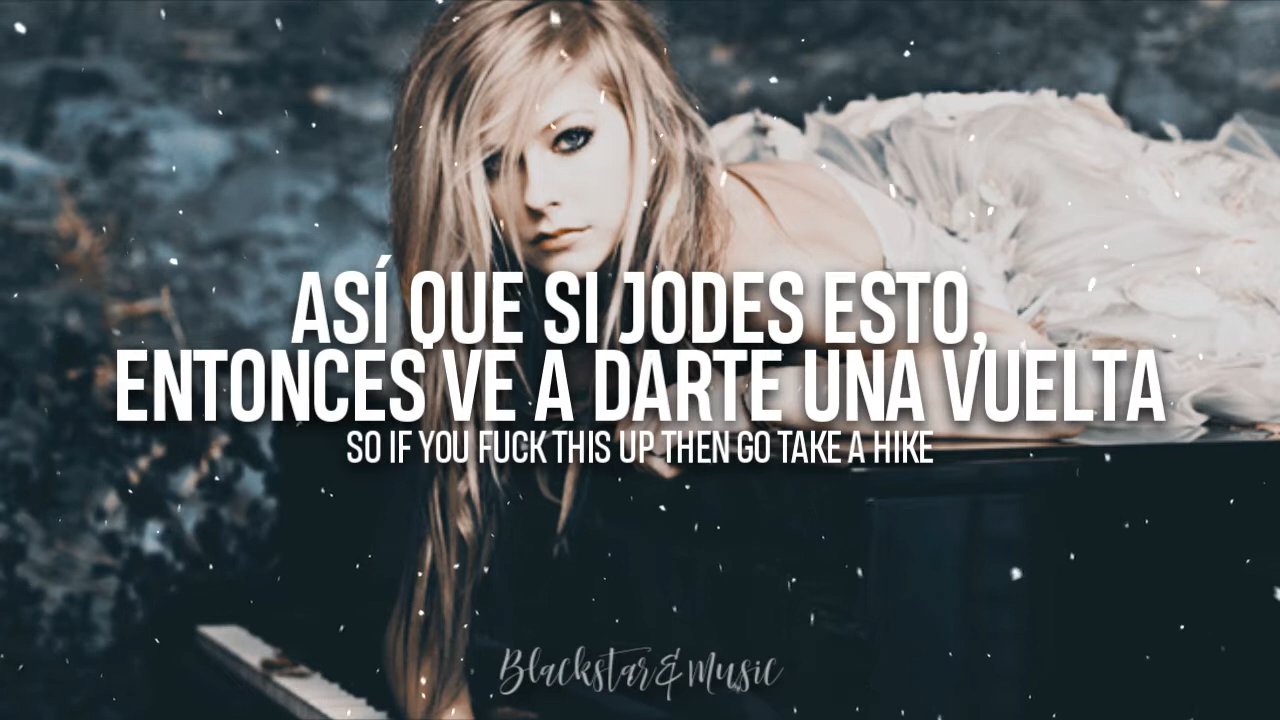 ASÍ QUE SI JODES ESTO,
ENTONCES VE A DARTE UNA VUELTA
SO IF YOU FUCK THIS UP THEN GO TAKE A HIKE
Blackstar&Music